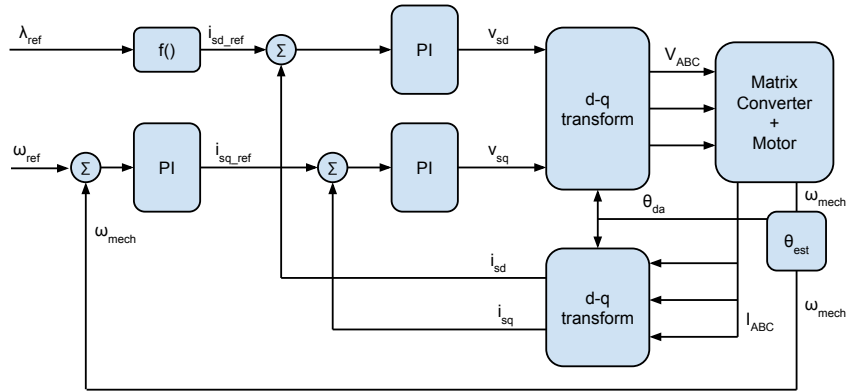 λref
f()
isd_ref
Σ
PI
vsd
d-q
transform
VABC
Matrix
Converter
+
Motor
ωref
Σ
PI
isq_ref
Σ
PI
vsq
ωmech
θda
ωmech
θest
isd
d-q
transform
isq
IABC
ωmech